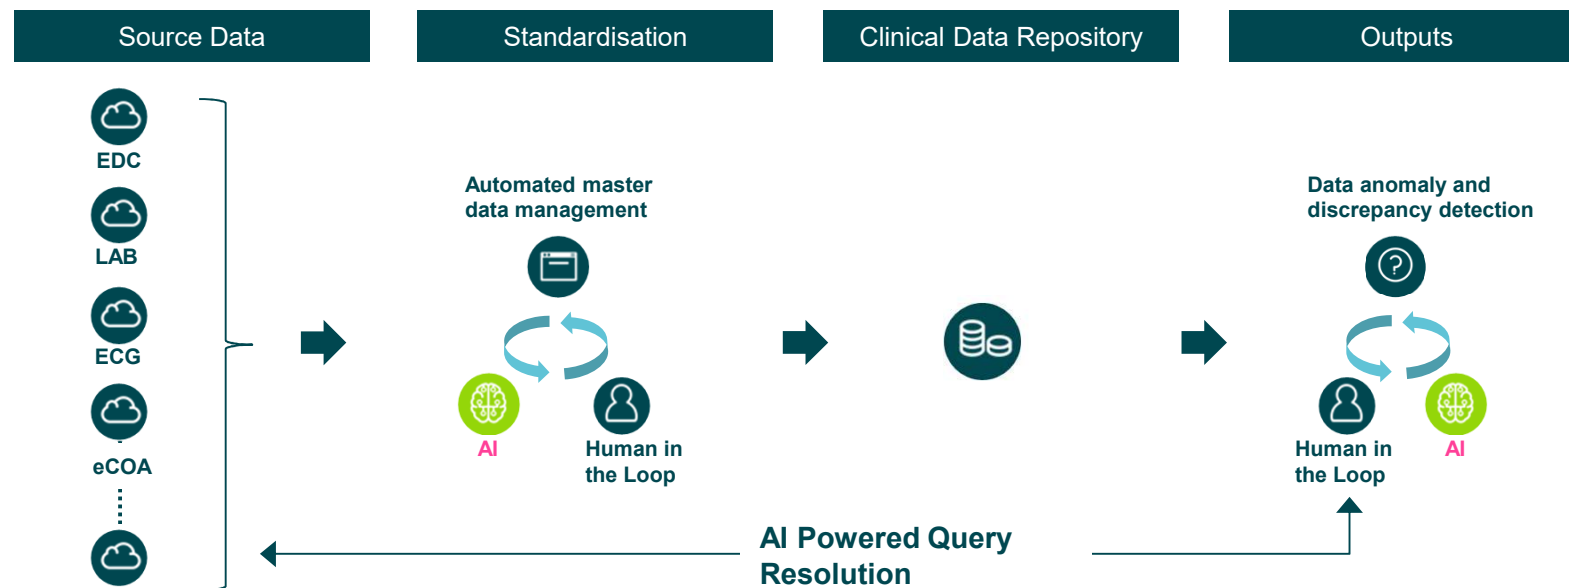 Source Data
Standardisation
Clinical Data Repository
Outputs
EDC
LAB
ECG
eCOA
Automated master
data management
AI
Human in
the Loop
Data anomaly and
discrepancy detection
?
Human in
the Loop
AI
AI Powered Query
Resolution